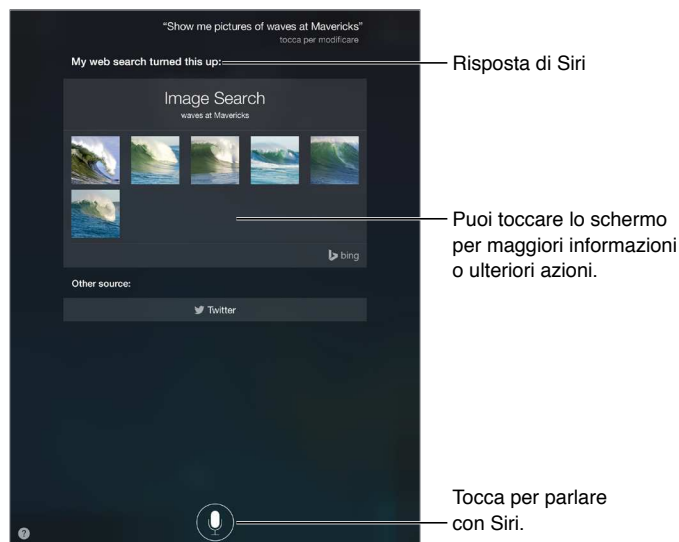 “Show me pictures of waves at Mavericks”
tocca per modificare
My web search turned this up:
Risposta di Siri
Image Search
waves at Mavericks
Puoi toccare lo schermo
per maggiori informazioni
o ulteriori azioni.
bing
Other source:
Twitter
Tocca per parlare
con Siri.
?